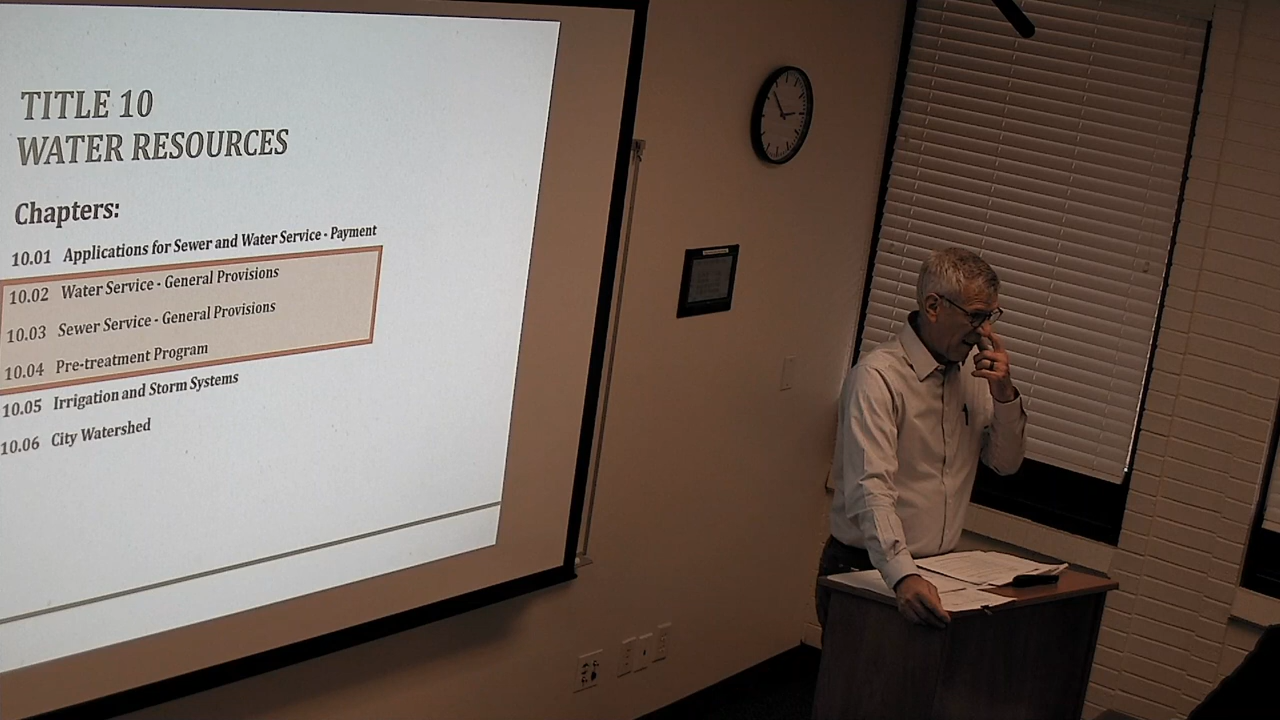 TITLE 10
WATER RESOURCES
Chapters:
10.01 Applications for Sewer and Water Service - Payment
10.02 Water Service - General Provisions
10.03 Sewer Service - General Provisions
10.04 Pre-treatment Program
10.05 Irrigation and Storm Systems
10.06 City Watershed